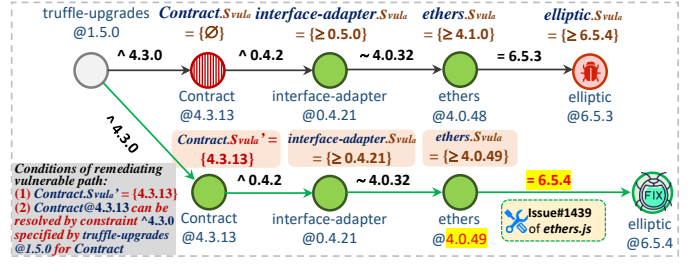 truffle-upgrades
@1.5.0
Contract.Svula
= {Ø}
interface-adapter.Svula
= {≥ 0.5.0}
ethers.Svula
= {≥ 4.1.0}
elliptic.Svula
= {≥ 6.5.4}
^ 4.3.0
^ 0.4.2
~ 4.0.32
= 6.5.3
Contract
@4.3.13
interface-adapter
@0.4.21
ethers
@4.0.48
elliptic
@6.5.3
^ 4.3.0
Contract.Svula' =
{4.3.13}
interface-adapter.Svula
= {≥ 0.4.21}
ethers.Svula
= {≥ 4.0.49}
Conditions of remediating
vulnerable path:
(1) Contract.Svula' = {4.3.13}
(2) Contract@4.3.13 can be
resolved by constraint ^4.3.0
specified by truffle-upgrades
@1.5.0 for Contract
^ 0.4.2
~ 4.0.32
= 6.5.4
FIX
Contract
@4.3.13
interface-adapter
@0.4.21
ethers
@4.0.49
Issue#1439
of ethers.js
elliptic
@6.5.4